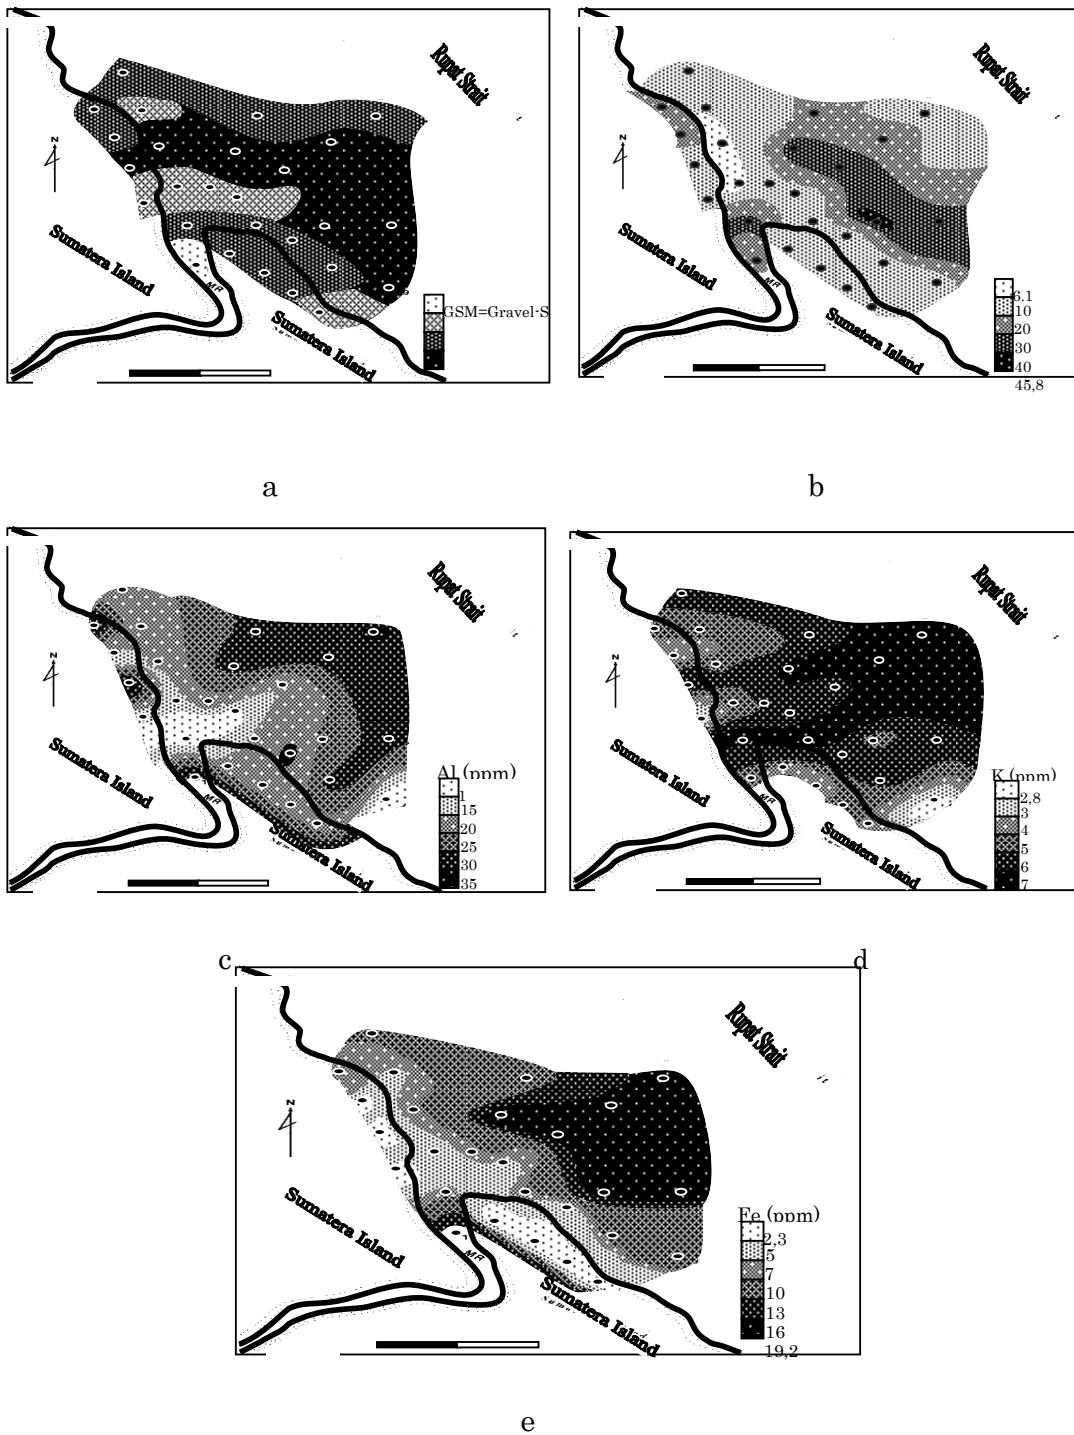 Rupat Strait
N
Sumatera Island
MR
GSM=Gravel-S
Sumatera Island
a
Rupat Strait
N
Sumatera Island
MR
6.1
10
20
30
40
45,8
Sumatera Island
b
Rupat Strait
N
Sumatera Island
MR
Al (ppm)
1
15
20
25
30
35
Sumatera Island
c
Rupat Strait
N
Sumatera Island
MR
K (ppm)
2,8
3
4
5
6
7
Sumatera Island
d
Rupat Strait
N
Sumatera Island
MR
Fe (ppm)
2,3
5
7
10
13
16
19,2
Sumatera Island
e